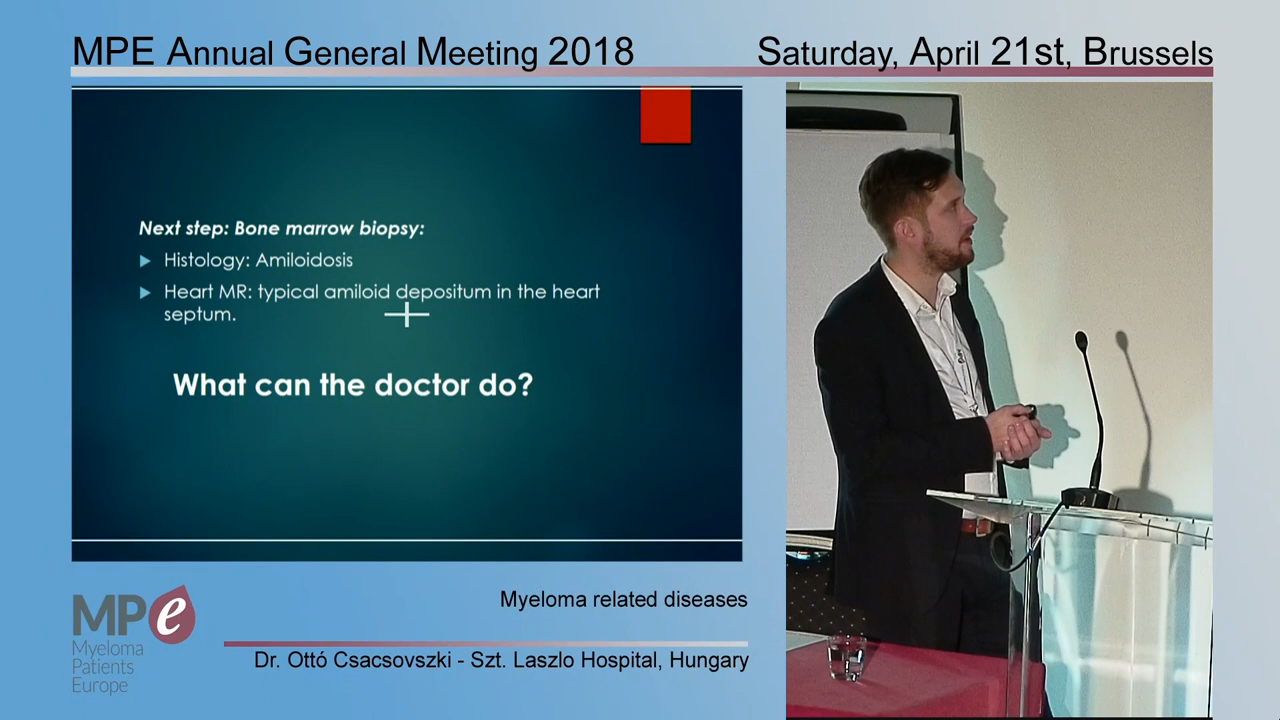 MPE Annual General Meeting 2018
Saturday, April 21st, Brussels
Next step: Bone marrow biopsy:
Histology: Amiloidosis
Heart MR: typical amiloid depositum in the heart
septum.
What can the doctor do?
Myeloma related diseases
Dr. Ottó Csacsovszki - Szt. Laszlo Hospital, Hungary
MPe
Myeloma
Patients
Europe